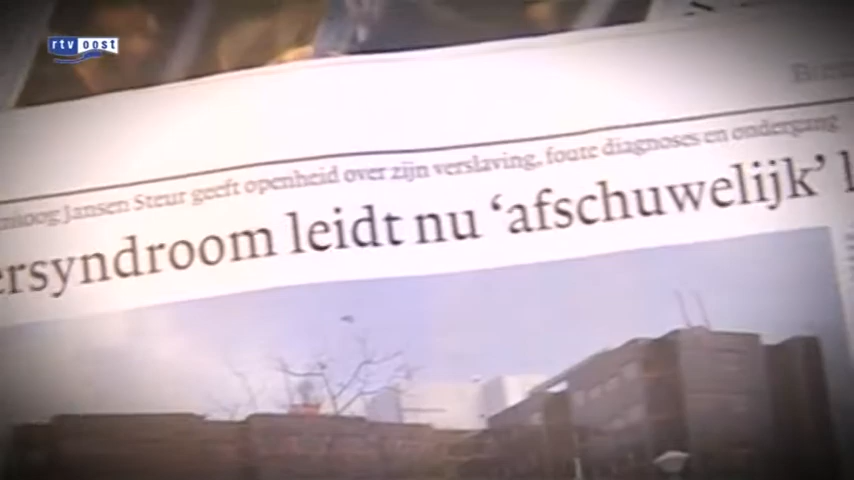 rtv oost
Jansen Steur geeft openheid over zijn verslaving, foute diagnoses en ondergang
ersyndroom leidt nu ‘afschuwelijk’